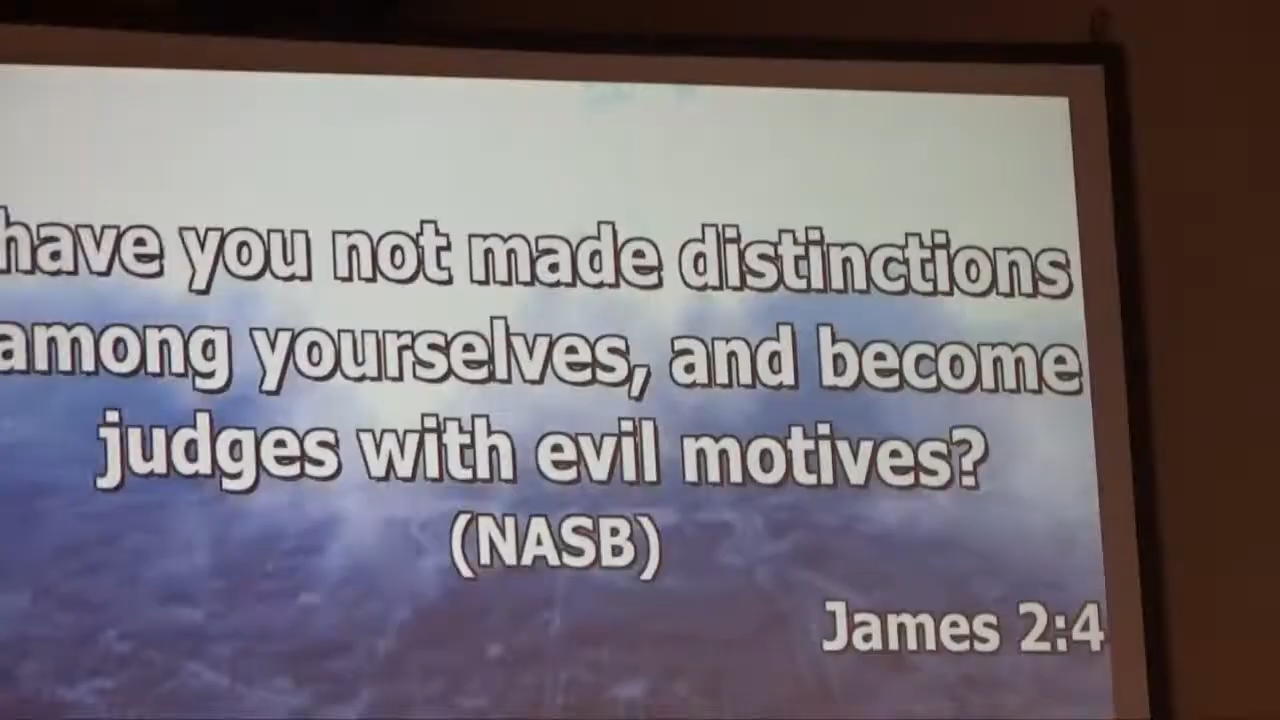 have you not made distinctions
among yourselves, and become
judges with evil motives?
(NASB)
James 2:4